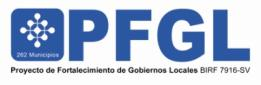 PFGL
262 Municipios
Proyecto de Fortalecimiento de Gobiernos Locales BIRF 7916-SV